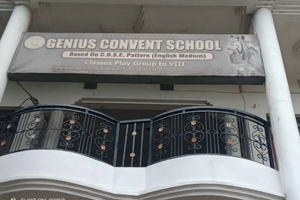 GENIUS CONVENT SCHOOL
Based On C.B.S.E. Pattern (English Medium)
Classes Play Group to VIII